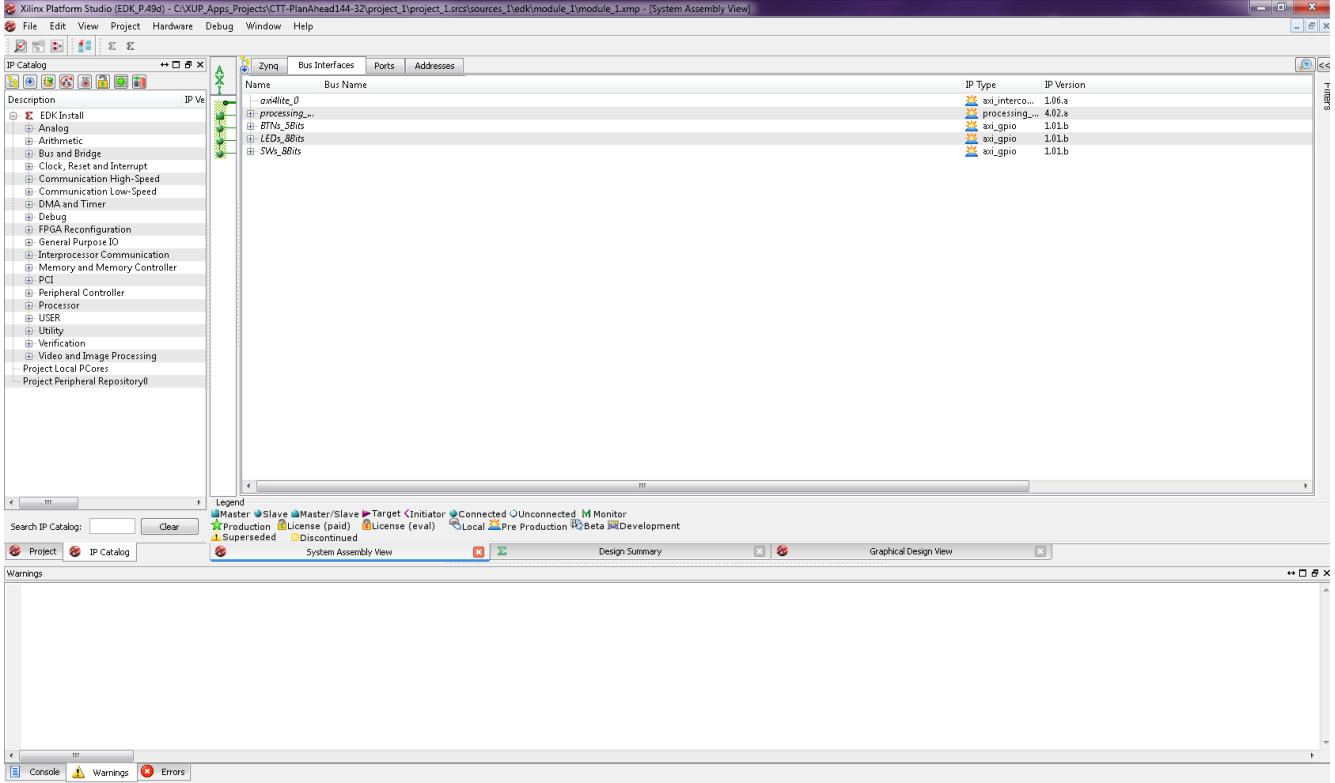 Xilinx Platform Studio (EDK_P.49d) - C:\XUP_Apps_Projects\CTT-PlanAhead144-32\project_1\project_1.srcs\sources_1\edk\module_1\module_1.xmp - [System Assembly View]
File Edit View Project Hardware Debug Window Help
IP Catalog
Zynq Bus Interfaces Ports Addresses
AXI
Name Bus Name IP Type IP Version
Filters
Description IP Ve
axi4lite_0 axi_interco... 1.06.a
processing_... processing_... 4.02.a
BTNs_5Bits axi_gpio 1.01.b
LEDs_8Bits axi_gpio 1.01.b
SWs_8Bits axi_gpio 1.01.b
EDK Install
Analog
Arithmetic
Bus and Bridge
Clock, Reset and Interrupt
Communication High-Speed
Communication Low-Speed
DMA and Timer
Debug
FPGA Reconfiguration
General Purpose IO
Interprocessor Communication
Memory and Memory Controller
PCI
Peripheral Controller
Processor
USER
Utility
Verification
Video and Image Processing
Project Local PCores
Project Peripheral Repository0
Legend
Master Slave Master/Slave Target Initiator Connected Unconnected M Monitor
Production License (paid) License (eval) Local Pre Production Beta Development
Superseded Discontinued
Search IP Catalog: Clear
Project IP Catalog
System Assembly View Design Summary Graphical Design View
Warnings
Console Warnings Errors